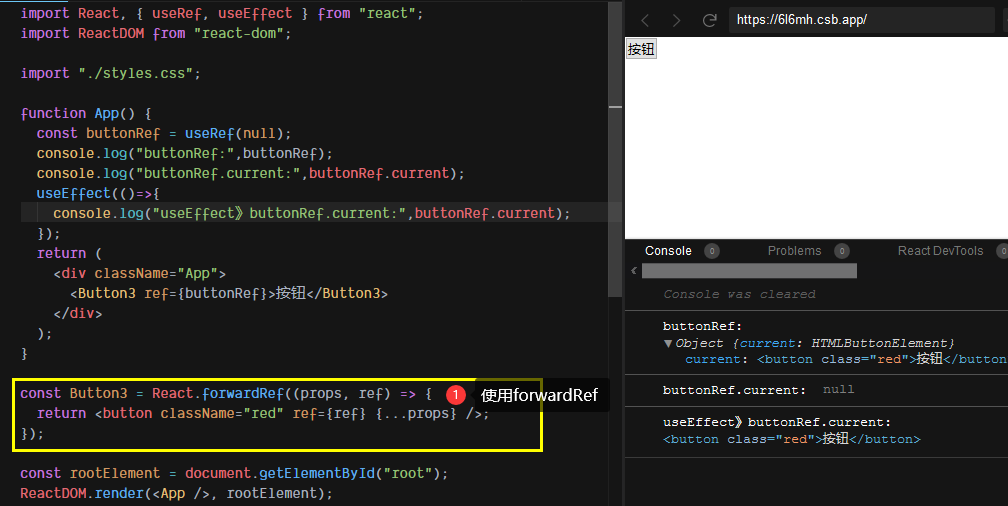 import React, { useRef, useEffect } from "react";
import ReactDOM from "react-dom";
import "./styles.css";
function App() {
const buttonRef = useRef(null);
console.log("buttonRef:",buttonRef);
console.log("buttonRef.current:",buttonRef.current);
useEffect(()=>{
console.log("useEffect》buttonRef.current:",buttonRef.current);
});
return (
<div className="App">
<Button3 ref={buttonRef}>按钮</Button3>
</div>
);
}
const Button3 = React.forwardRef((props, ref) => {
1 使用forwardRef
return <button className="red" ref={ref} {...props} />;
});
const rootElement = document.getElementById("root");
ReactDOM.render(<App />, rootElement);
https://6l6mh.csb.app/
按钮
Console 0 Problems 0 React DevTools 0
Console was cleared
buttonRef:
▼Object {current: HTMLButtonElement}
current: <button class="red">按钮</button
buttonRef.current: null
useEffect》buttonRef.current:
<button class="red">按钮</button>